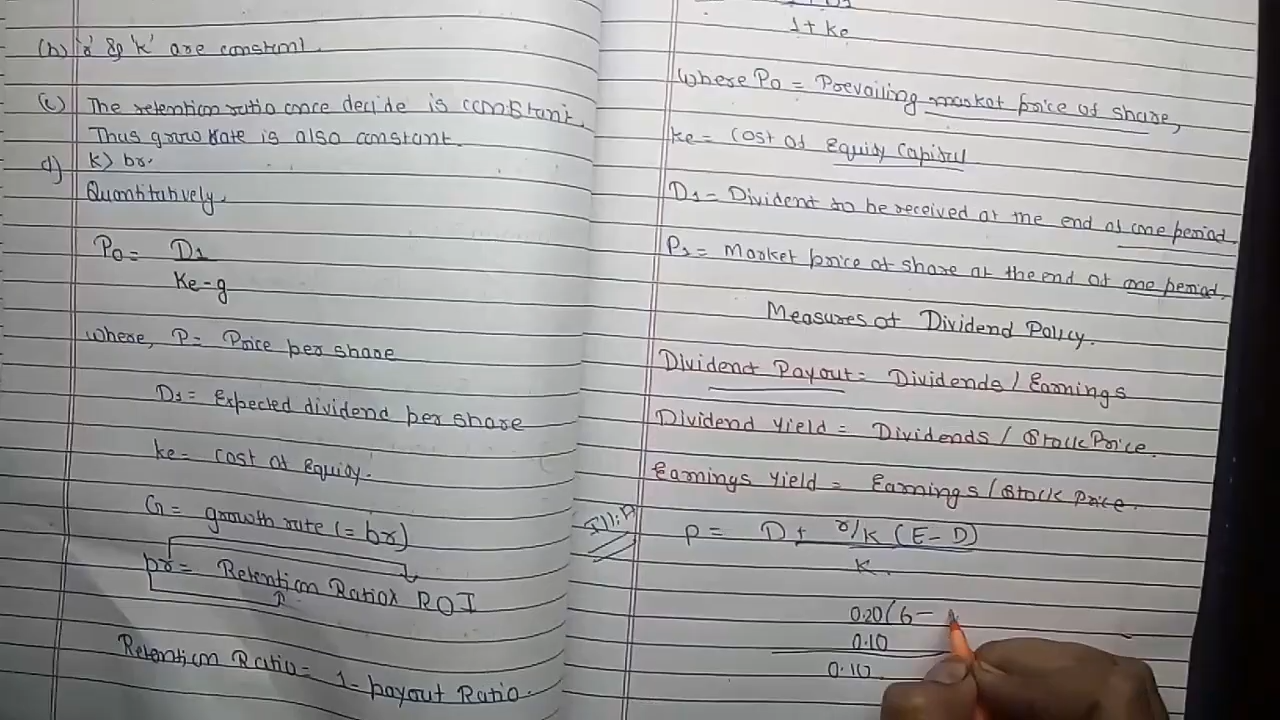 (b) 'r' & 'k' are constant.
(c) The retention ratio once decide is constant.
Thus grow rate is also constant.
d) k> br.
Quantitatively.
P0 = D1
Ke-g
where, P= Price per share
D1= Expected dividend per share
ke= cost of equity.
G= growth rate (= br)
br= Retention Ratiox ROI
Retention Ratio= 1- payout Ratio.
1+ ke
where P0 = Prevailing market price of share,
ke= cost of Equity Capital
D1= Divident to be received at the end of one period.
P1= Market price of share at the end of one period.
Measures of Dividend Policy.
Dividend Payout= Dividends/ Earnings
Dividend Yield= Dividends/ Stock Price.
Earnings Yield= Earnings/Stock Price.
P= D+ r/K (E-D)
K.
0.20(6-
0.10
0.10